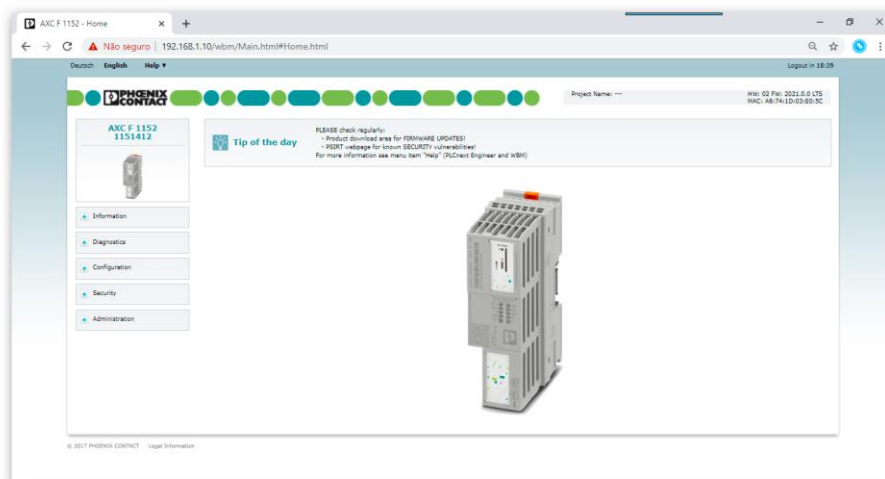 AXC F 1152 - Home
Não seguro | 192.168.1.10/wbm/Main.html#Home.html
Deutsch English Help ▼ Logout in 18:29
PHOENIX CONTACT
Project Name: ---
HW: 02 FW: 2021.0.0 LTS
MAC: A8:74:1D:03:E0:5C
AXC F 1152
1151412
Tip of the day
PLEASE check regularly:
- Product download area for FIRMWARE UPDATES!
- PSIRT webpage for known SECURITY vulnerabilities!
For more information see menu item "Help" (PLCnext Engineer and WBM)
Information
Diagnostics
Configuration
Security
Administration
© 2017 PHOENIX CONTACT Legal Information